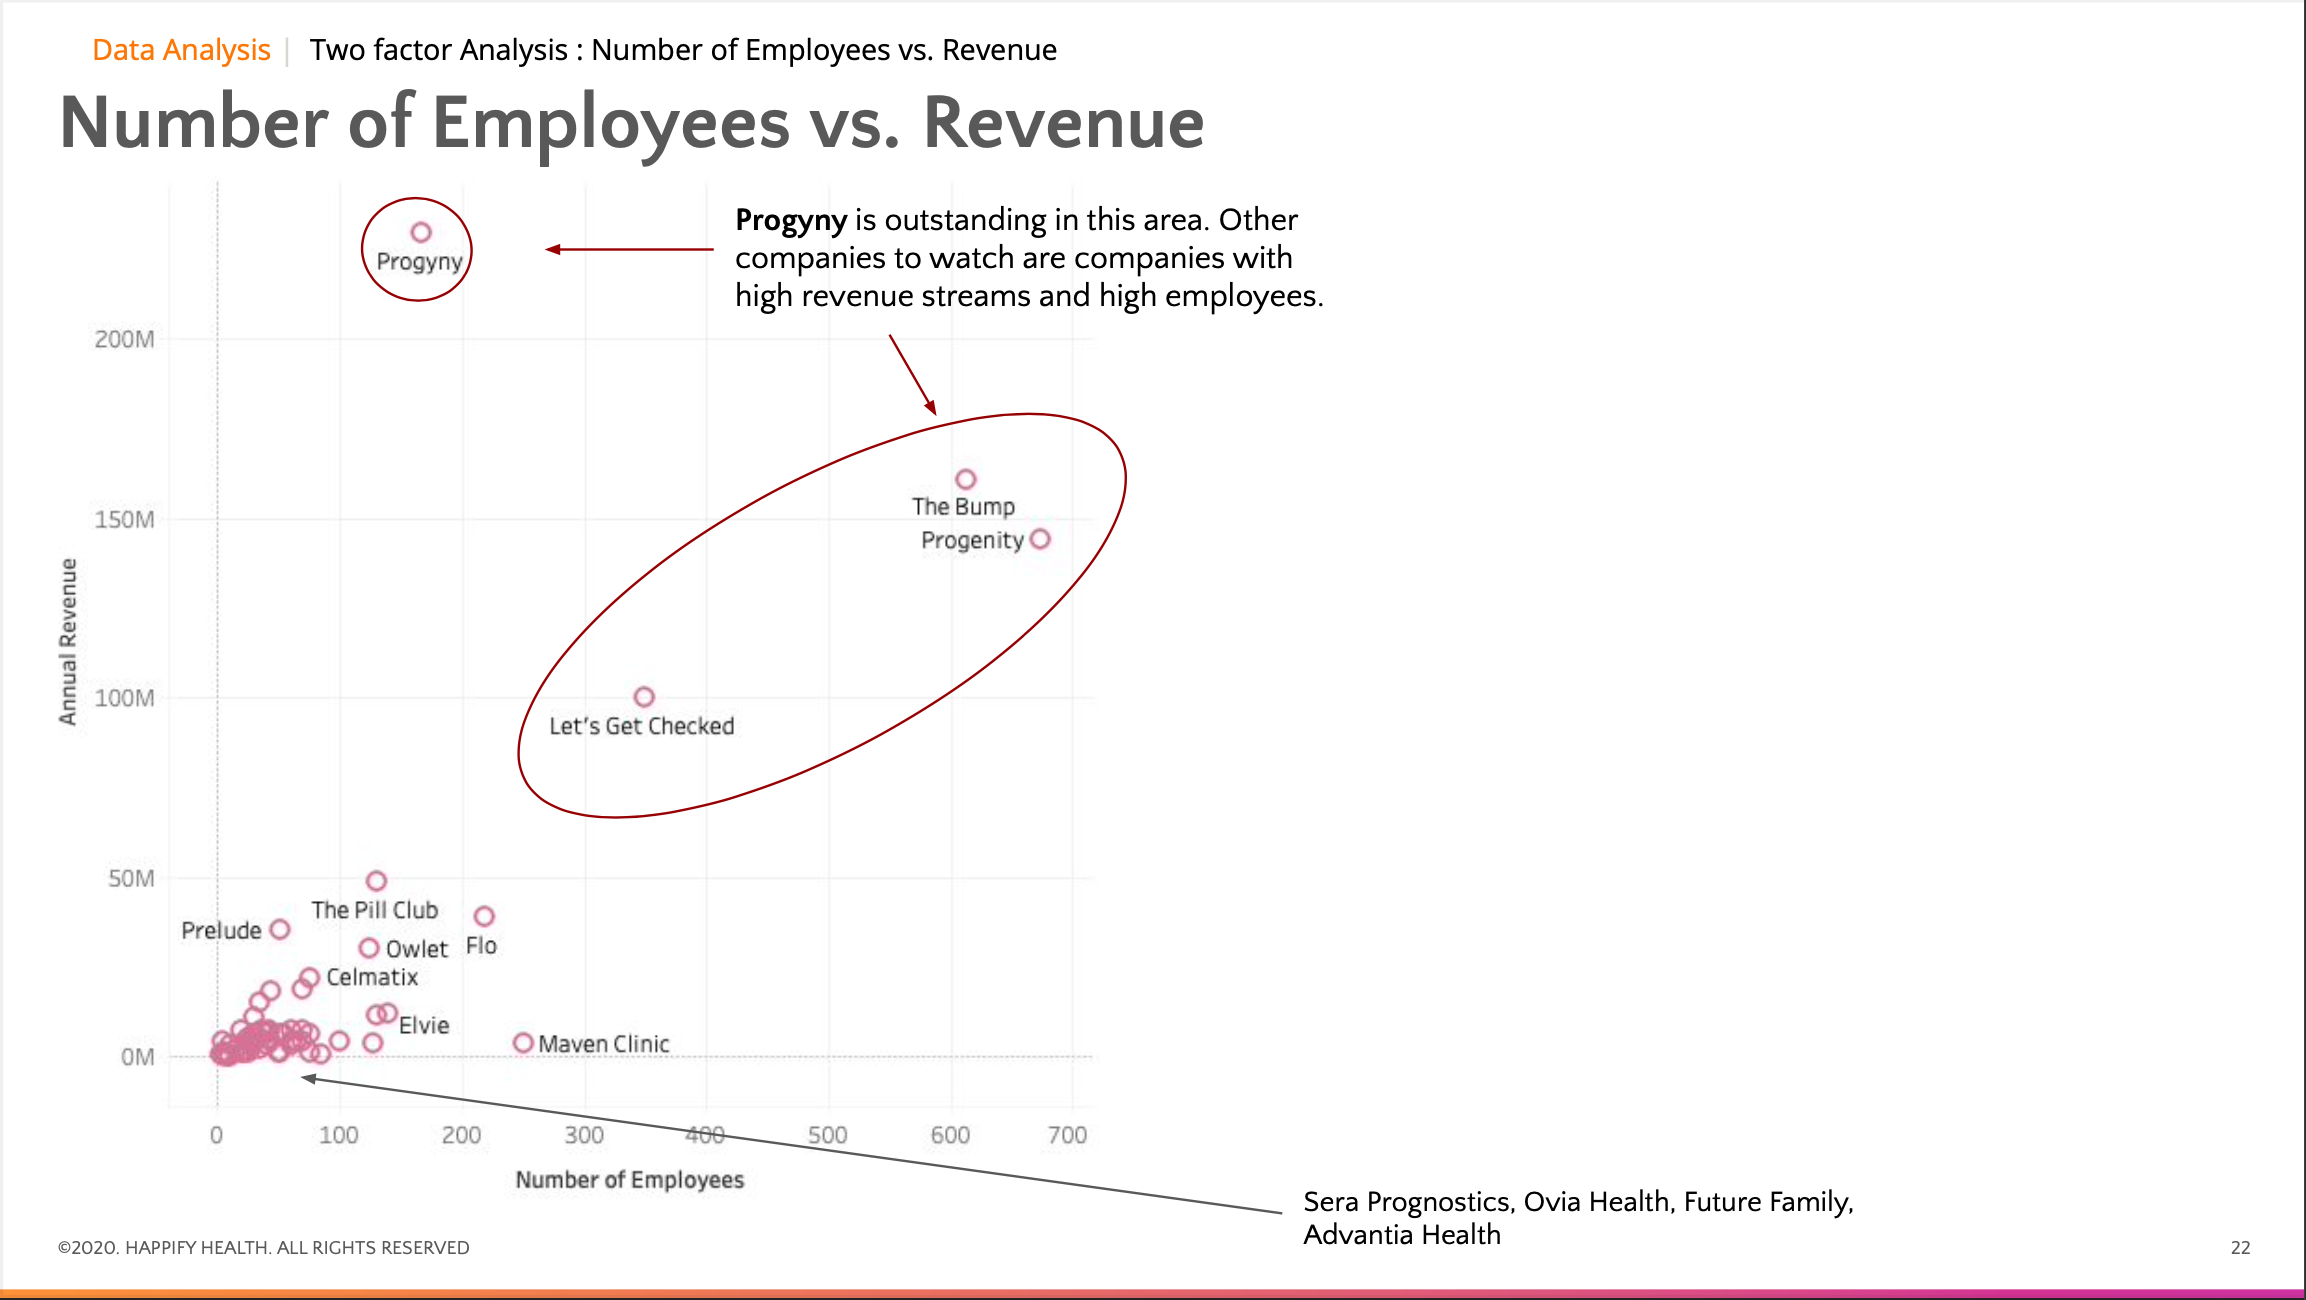 Data Analysis | Two factor Analysis : Number of Employees vs. Revenue
Number of Employees vs. Revenue
Progyny
Progyny is outstanding in this area. Other
companies to watch are companies with
high revenue streams and high employees.
200M
The Bump
150M
Progenity
Annual Revenue
100M
Let's Get Checked
50M
The Pill Club
Prelude
Owlet
Flo
Celmatix
Elvie
Maven Clinic
0M
0 100 200 300 400 500 600 700
Number of Employees
Sera Prognostics, Ovia Health, Future Family,
Advantia Health
©2020. HAPPIFY HEALTH. ALL RIGHTS RESERVED
22